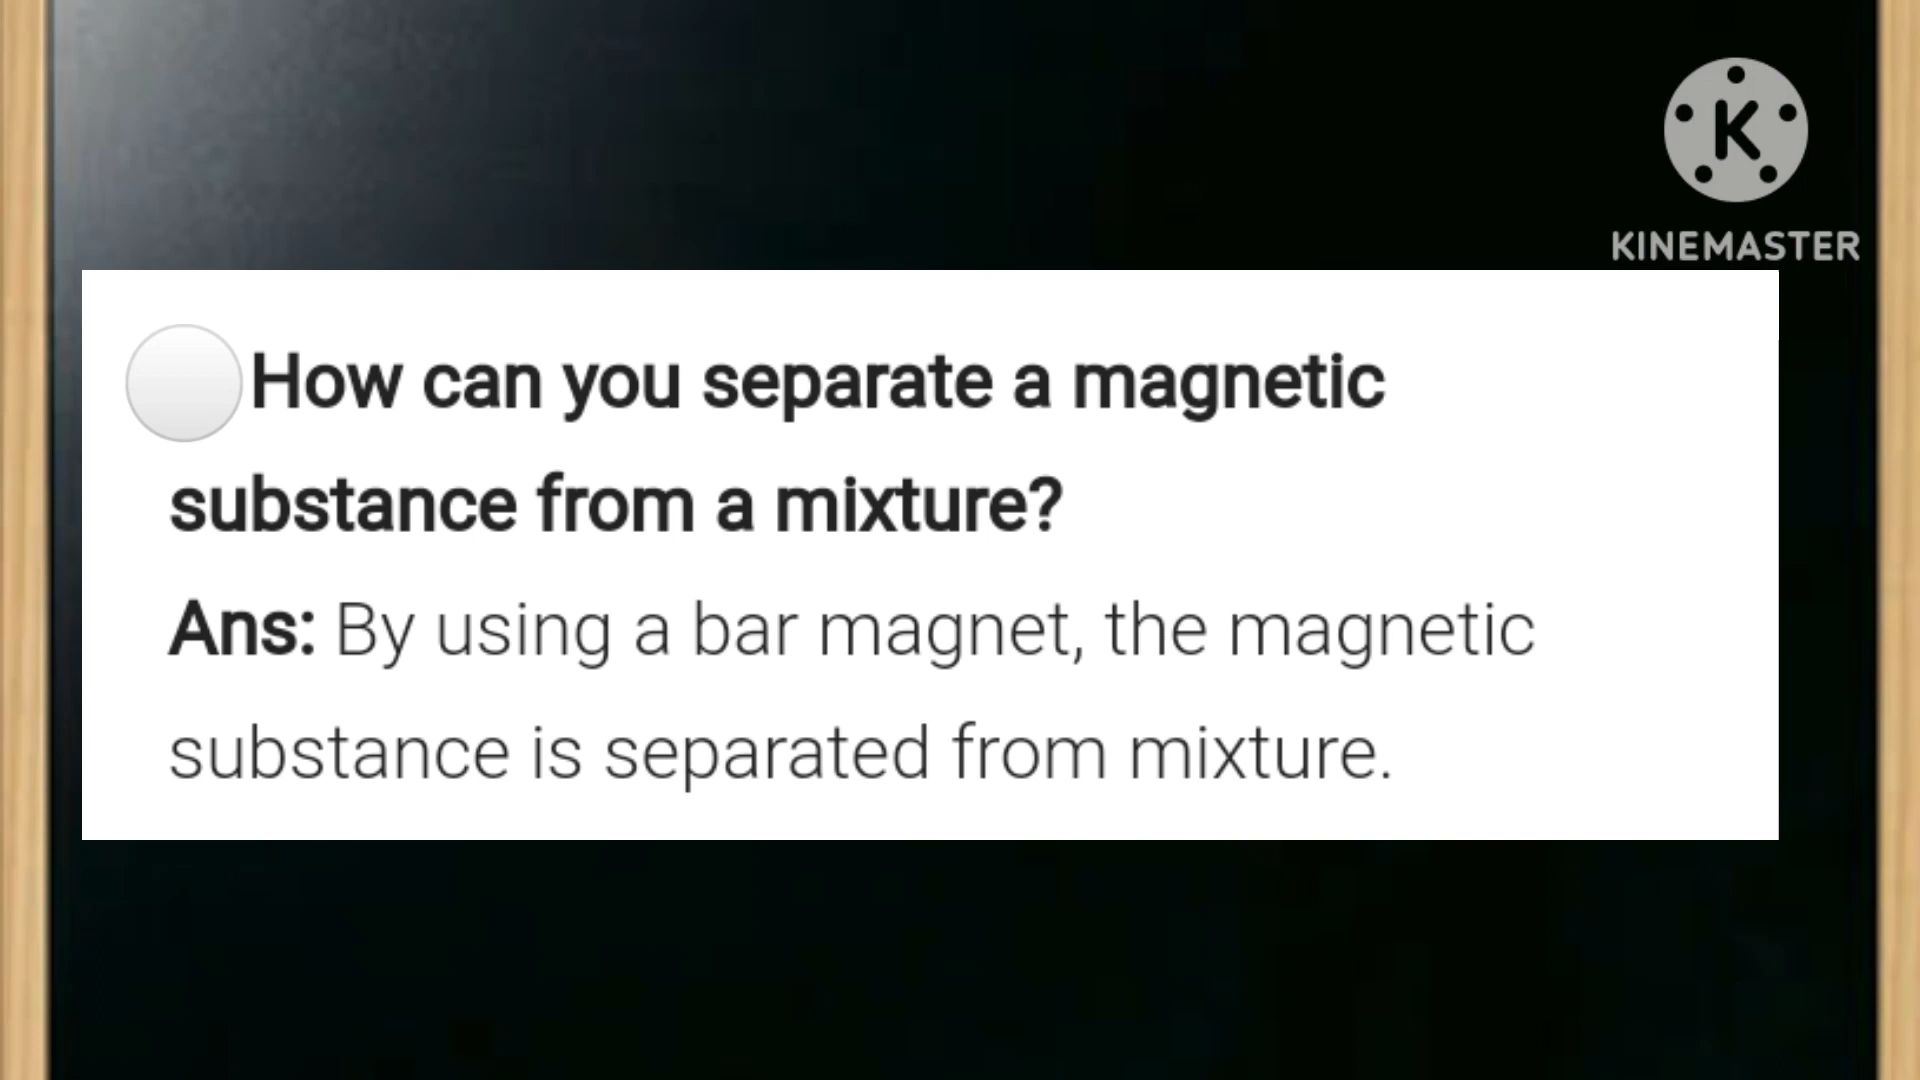 K
KINEMASTER
How can you separate a magnetic
substance from a mixture?
Ans: By using a bar magnet, the magnetic
substance is separated from mixture.